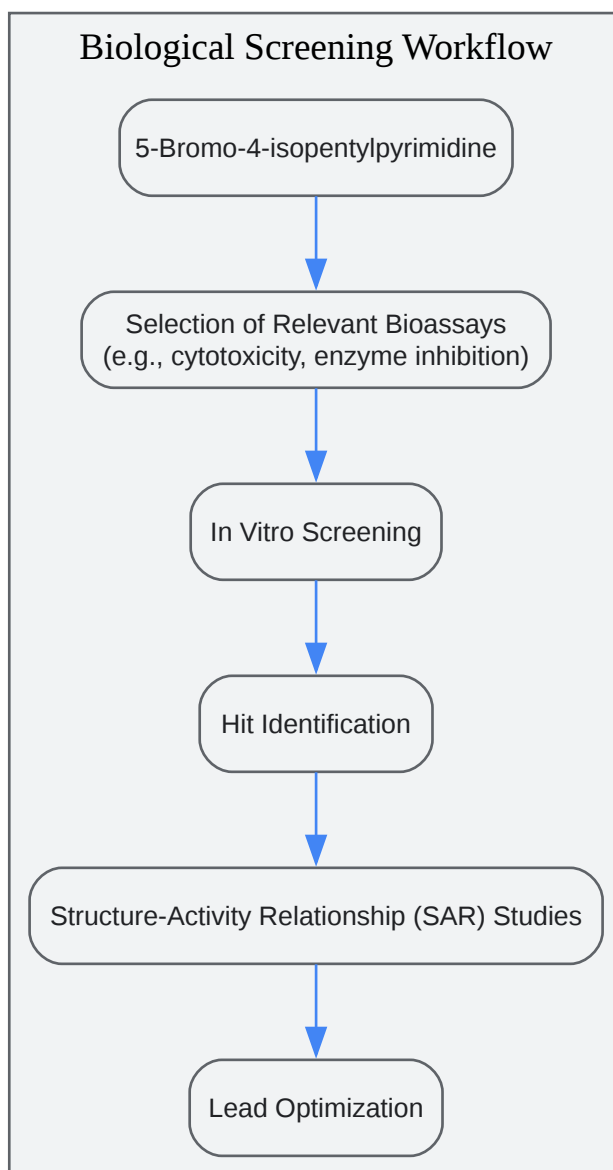 Biological Screening Workflow
5-Bromo-4-isopentylpyrimidine
Selection of Relevant Bioassays
(e.g., cytotoxicity, enzyme inhibition)
In Vitro Screening
Hit Identification
Structure-Activity Relationship (SAR) Studies
Lead Optimization